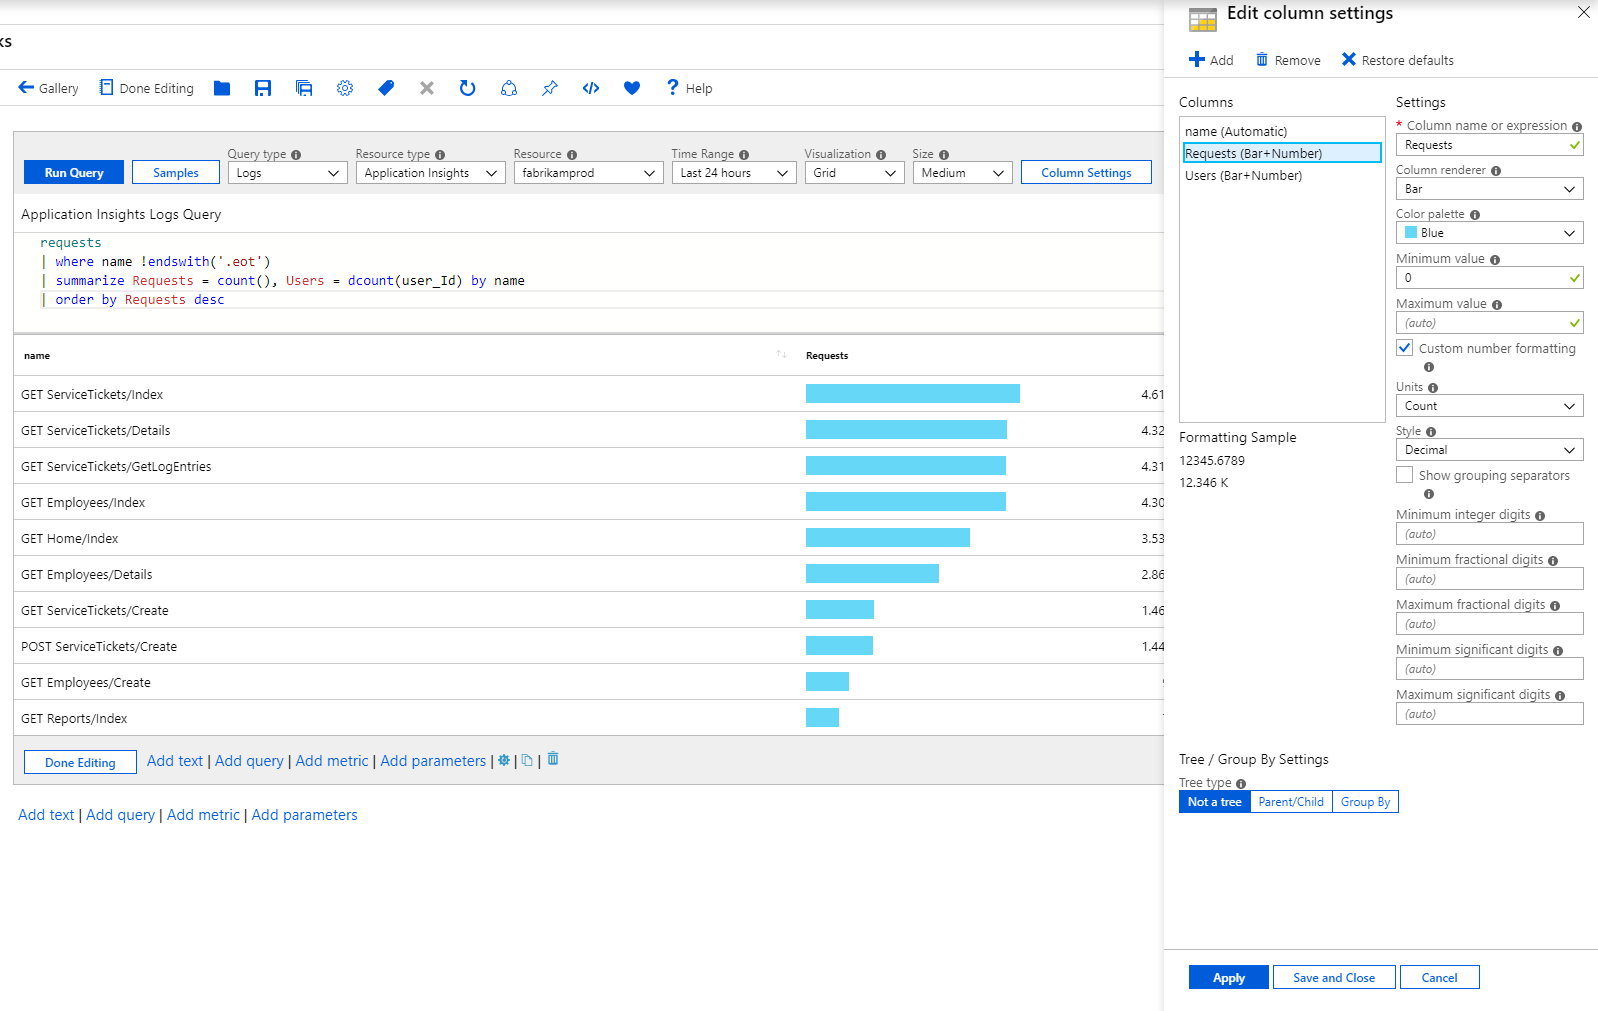 ks
Gallery Done Editing Help
Run Query Samples
Query type Resource type Resource Time Range Visualization Size
Logs Application Insights fabrikamprod Last 24 hours Grid Medium Column Settings
Application Insights Logs Query
requests
| where name !endswith('.eot')
| summarize Requests = count(), Users = dcount(user_Id) by name
| order by Requests desc
name Requests
GET ServiceTickets/Index 4.61
GET ServiceTickets/Details 4.32
GET ServiceTickets/GetLogEntries 4.31
GET Employees/Index 4.30
GET Home/Index 3.53
GET Employees/Details 2.86
GET ServiceTickets/Create 1.46
POST ServiceTickets/Create 1.44
GET Employees/Create
GET Reports/Index
Done Editing Add text | Add query | Add metric | Add parameters | | |
Add text | Add query | Add metric | Add parameters
Edit column settings
Add Remove Restore defaults
Columns
name (Automatic)
Requests (Bar+Number)
Users (Bar+Number)
Formatting Sample
12345.6789
12.346 K
Settings
* Column name or expression
Requests
Column renderer
Bar
Color palette
Blue
Minimum value
0
Maximum value
(auto)
Custom number formatting
Units
Count
Style
Decimal
Show grouping separators
Minimum integer digits
(auto)
Minimum fractional digits
(auto)
Maximum fractional digits
(auto)
Minimum significant digits
(auto)
Maximum significant digits
(auto)
Tree / Group By Settings
Tree type
Not a tree Parent/Child Group By
Apply Save and Close Cancel